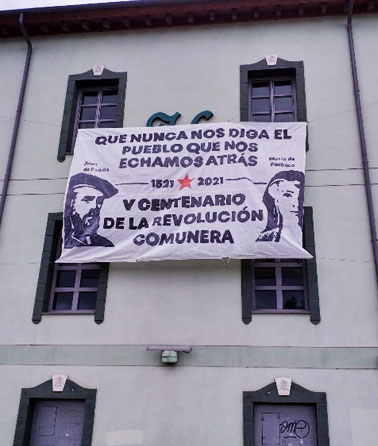 QUE NUNCA NOS DIGA EL
PUEBLO QUE NOS
ECHAMOS ATRÁS
Juan
de Padilla
María de
Pacheco
1521 ★ 2021
V CENTENARIO
DE LA REVOLUCIÓN
COMUNERA